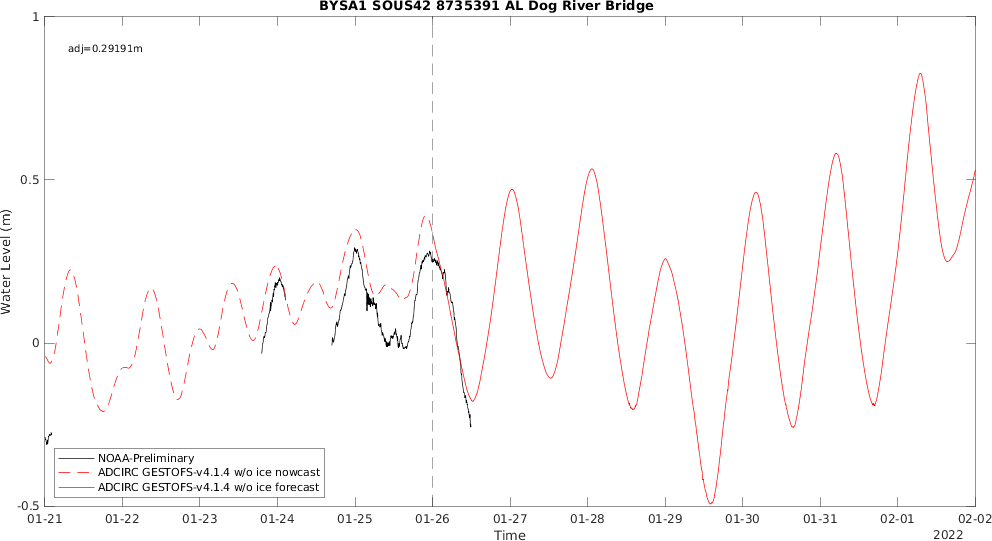 BYSA1 SOUS42 8735391 AL Dog River Bridge
adj=0.29191m
Water Level (m)
1
0.5
0
-0.5
NOAA-Preliminary
ADCIRC GESTOFS-v4.1.4 w/o ice nowcast
ADCIRC GESTOFS-v4.1.4 w/o ice forecast
01-21 01-22 01-23 01-24 01-25 01-26 01-27 01-28 01-29 01-30 01-31 02-01 02-02
Time
2022